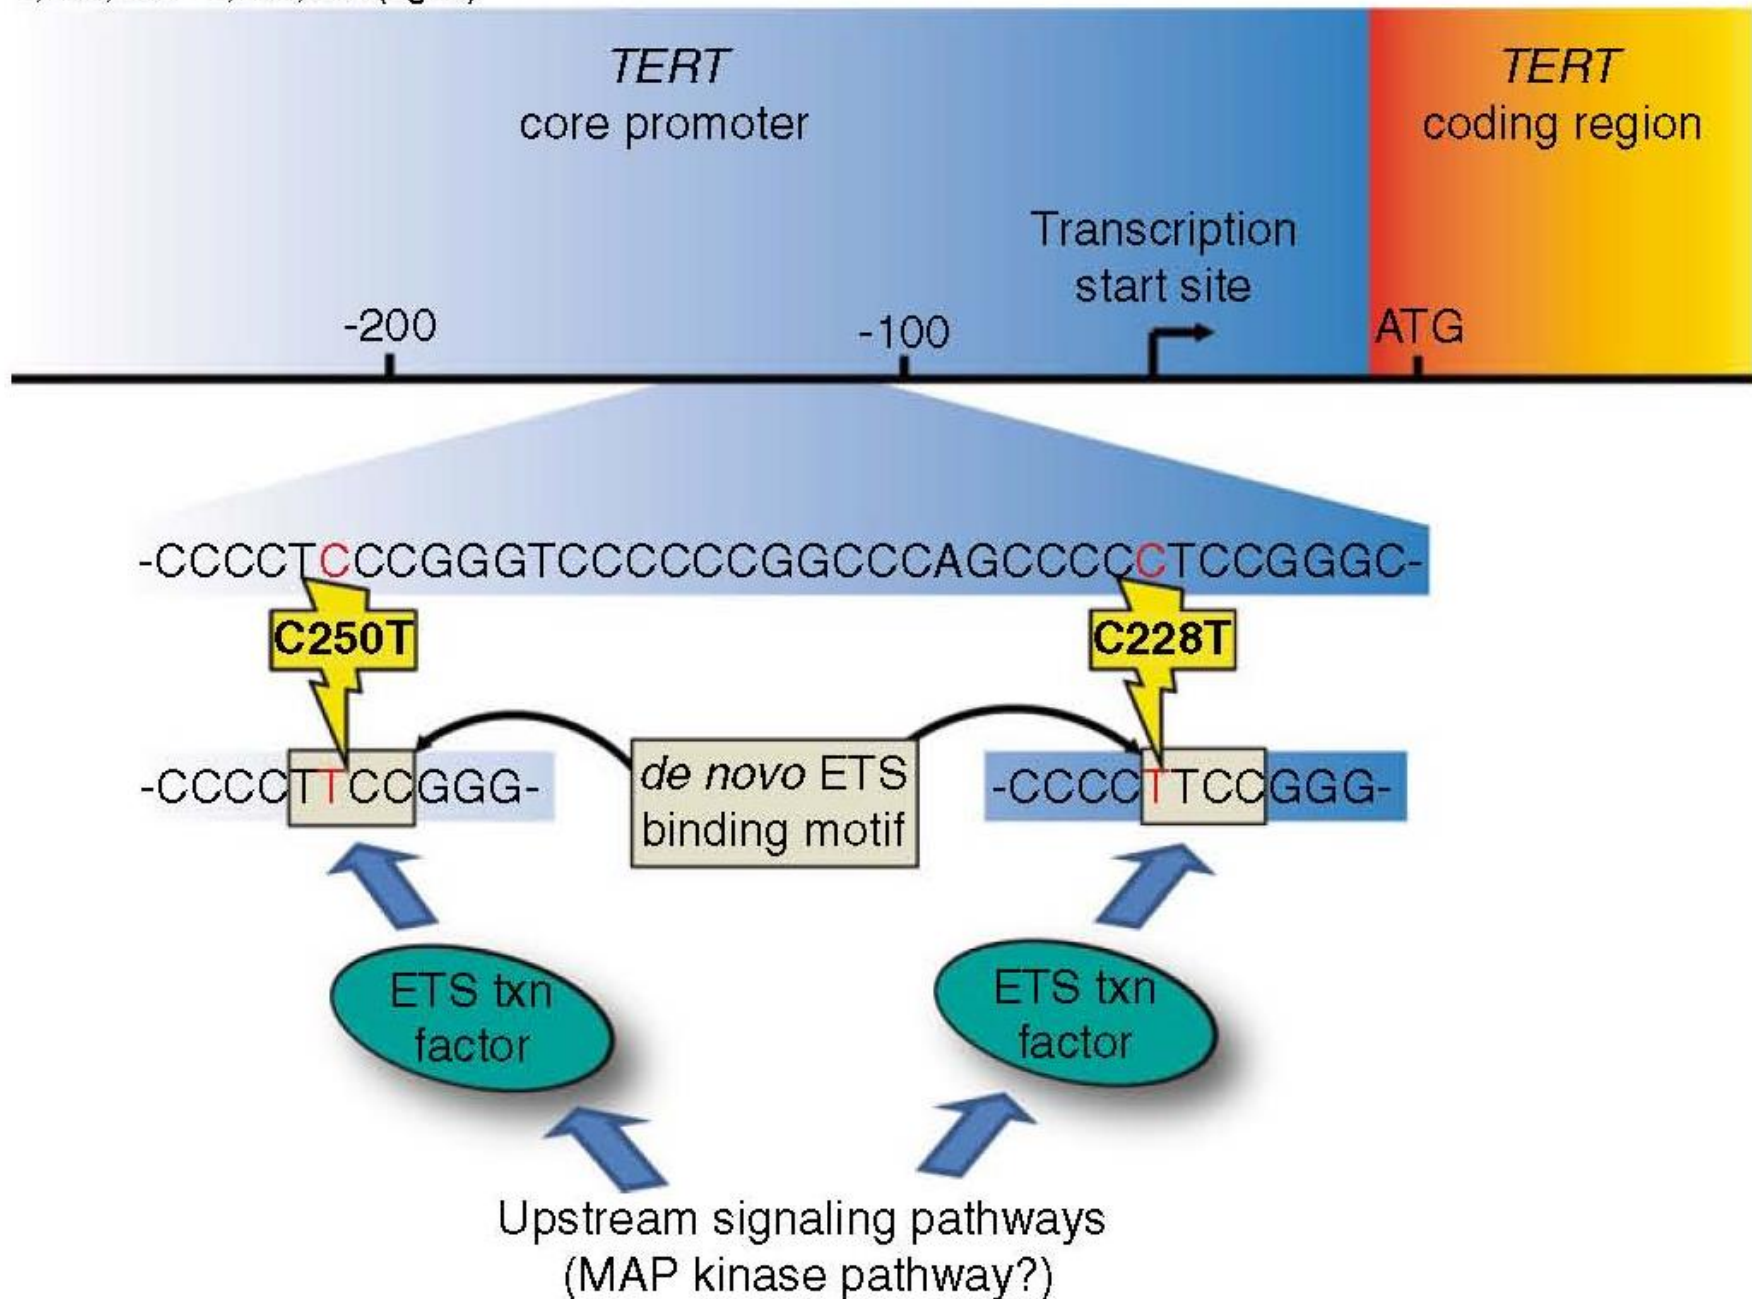 TERT
core promoter
TERT
coding region
Transcription
start site
-200
-100
ATG
-CCCCTCCCGGGTCCCCCCGGCCCAGCCCCCTCCGGGC-
C250T
C228T
-CCCCTTCCGGG-
de novo ETS
binding motif
-CCCCTTCCGGG-
ETS txn
factor
ETS txn
factor
Upstream signaling pathways
(MAP kinase pathway?)